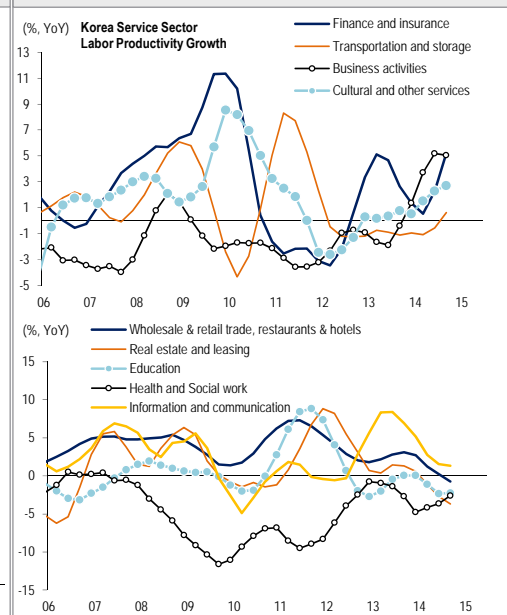 (%, YoY) Korea Service Sector
Labor Productivity Growth
Finance and insurance
Transportation and storage
Business activities
Cultural and other services
13
11
9
7
5
3
1
-1
-3
-5
06 07 08 09 10 11 12 13 14 15
(%, YoY)
Wholesale & retail trade, restaurants & hotels
Real estate and leasing
Education
Health and Social work
Information and communication
15
10
5
0
-5
-10
-15
06 07 08 09 10 11 12 13 14 15